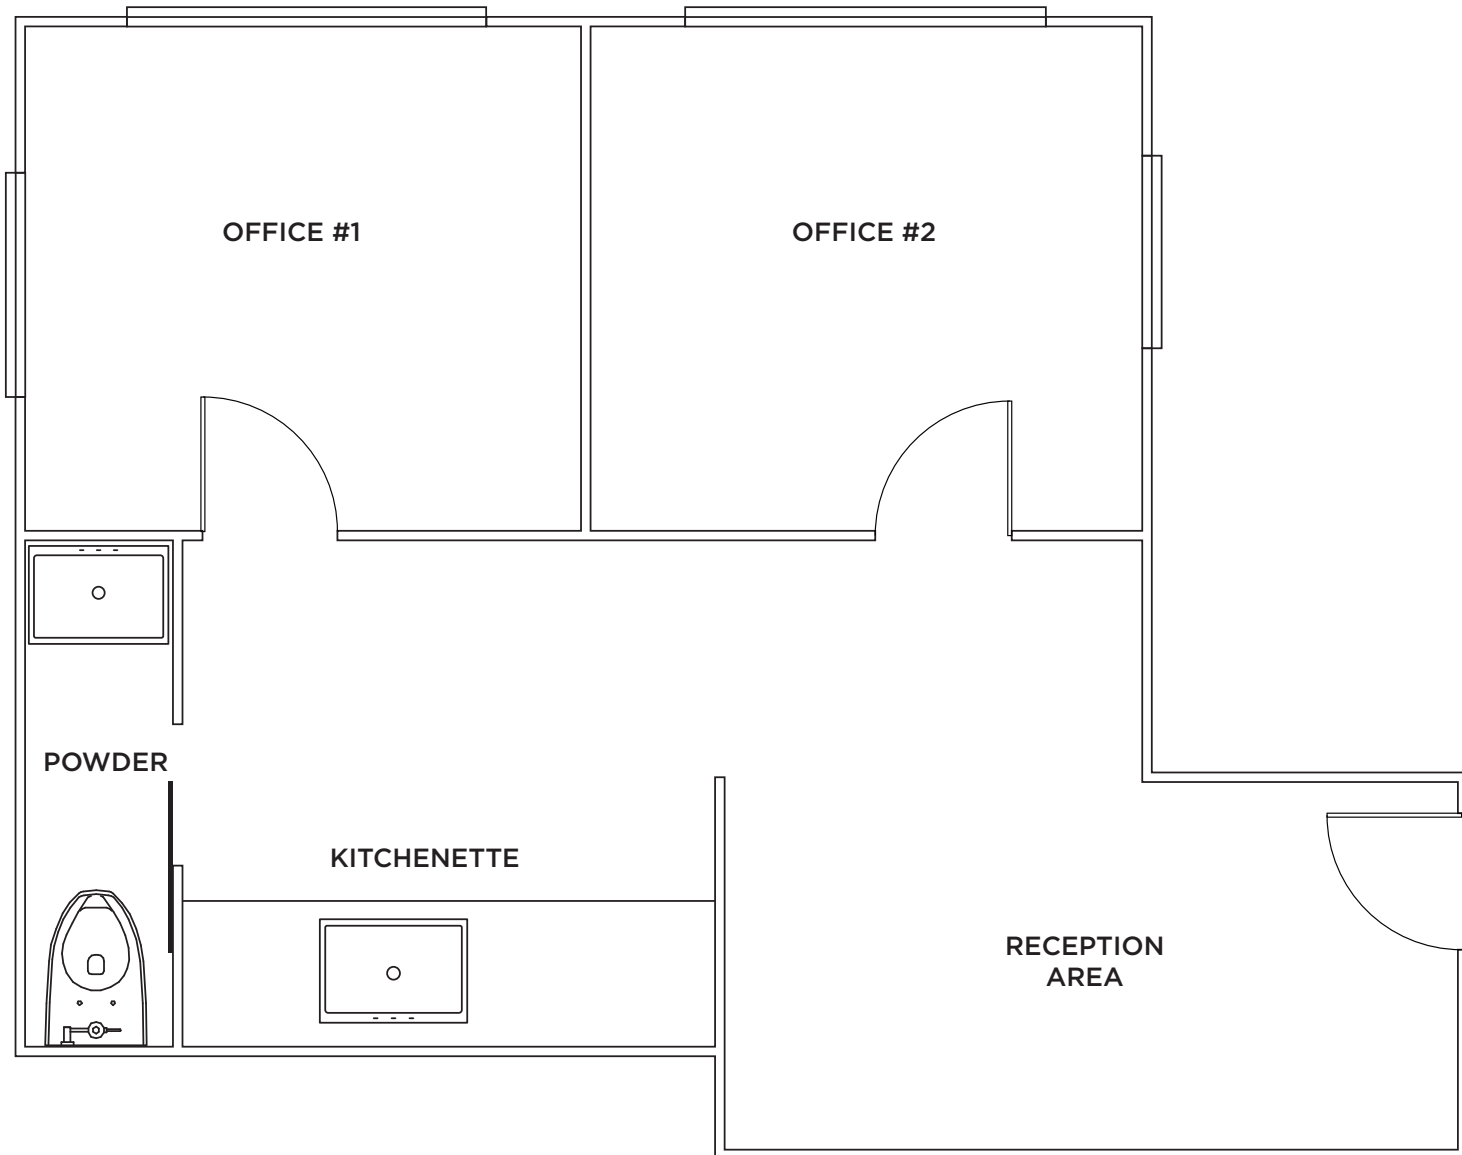 OFFICE #1
OFFICE #2
POWDER
KITCHENETTE
RECEPTION
AREA